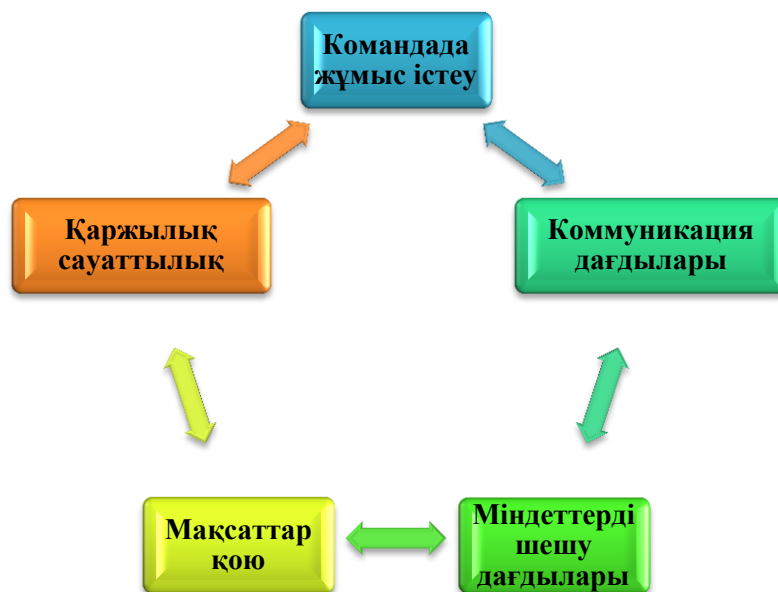 Командада
жұмыс істеу
Қаржылық
сауаттылық
Коммуникация
дағдылары
Мақсаттар
қою
Міндеттерді
шешу
дағдылары